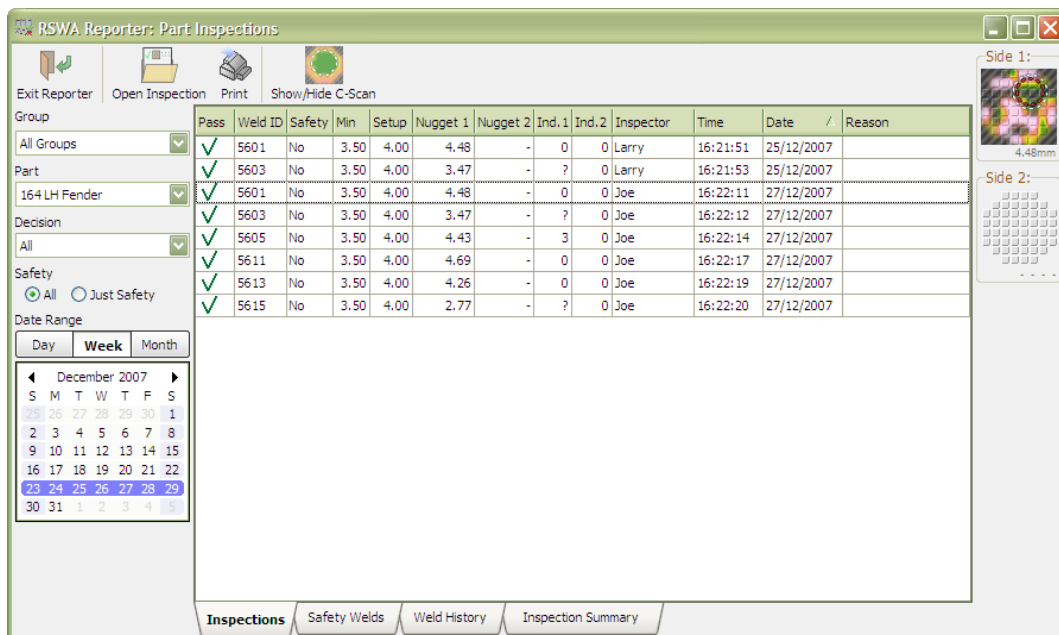 RSWA Reporter: Part Inspections
Exit Reporter Open Inspection Print Show/Hide C-Scan
Group
All Groups
Part
164 LH Fender
Decision
All
Safety
All Just Safety
Date Range
Day Week Month
December 2007
S M T W T F S
25 26 27 28 29 30 1
2 3 4 5 6 7 8
9 10 11 12 13 14 15
16 17 18 19 20 21 22
23 24 25 26 27 28 29
30 31 1 2 3 4 5
Pass Weld ID Safety Min Setup Nugget 1 Nugget 2 Ind.1 Ind.2 Inspector Time Date / Reason
5601 No 3.50 4.00 4.48 - 0 0 Larry 16:21:51 25/12/2007
5603 No 3.50 4.00 3.47 - ? 0 Larry 16:21:53 25/12/2007
5601 No 3.50 4.00 4.48 - 0 0 Joe 16:22:11 27/12/2007
5603 No 3.50 4.00 3.47 - ? 0 Joe 16:22:12 27/12/2007
5605 No 3.50 4.00 4.43 - 3 0 Joe 16:22:14 27/12/2007
5611 No 3.50 4.00 4.69 - 0 0 Joe 16:22:17 27/12/2007
5613 No 3.50 4.00 4.26 - 0 0 Joe 16:22:19 27/12/2007
5615 No 3.50 4.00 2.77 - ? 0 Joe 16:22:20 27/12/2007
Inspections Safety Welds Weld History Inspection Summary
Side 1:
4.48mm
Side 2:
- - - -